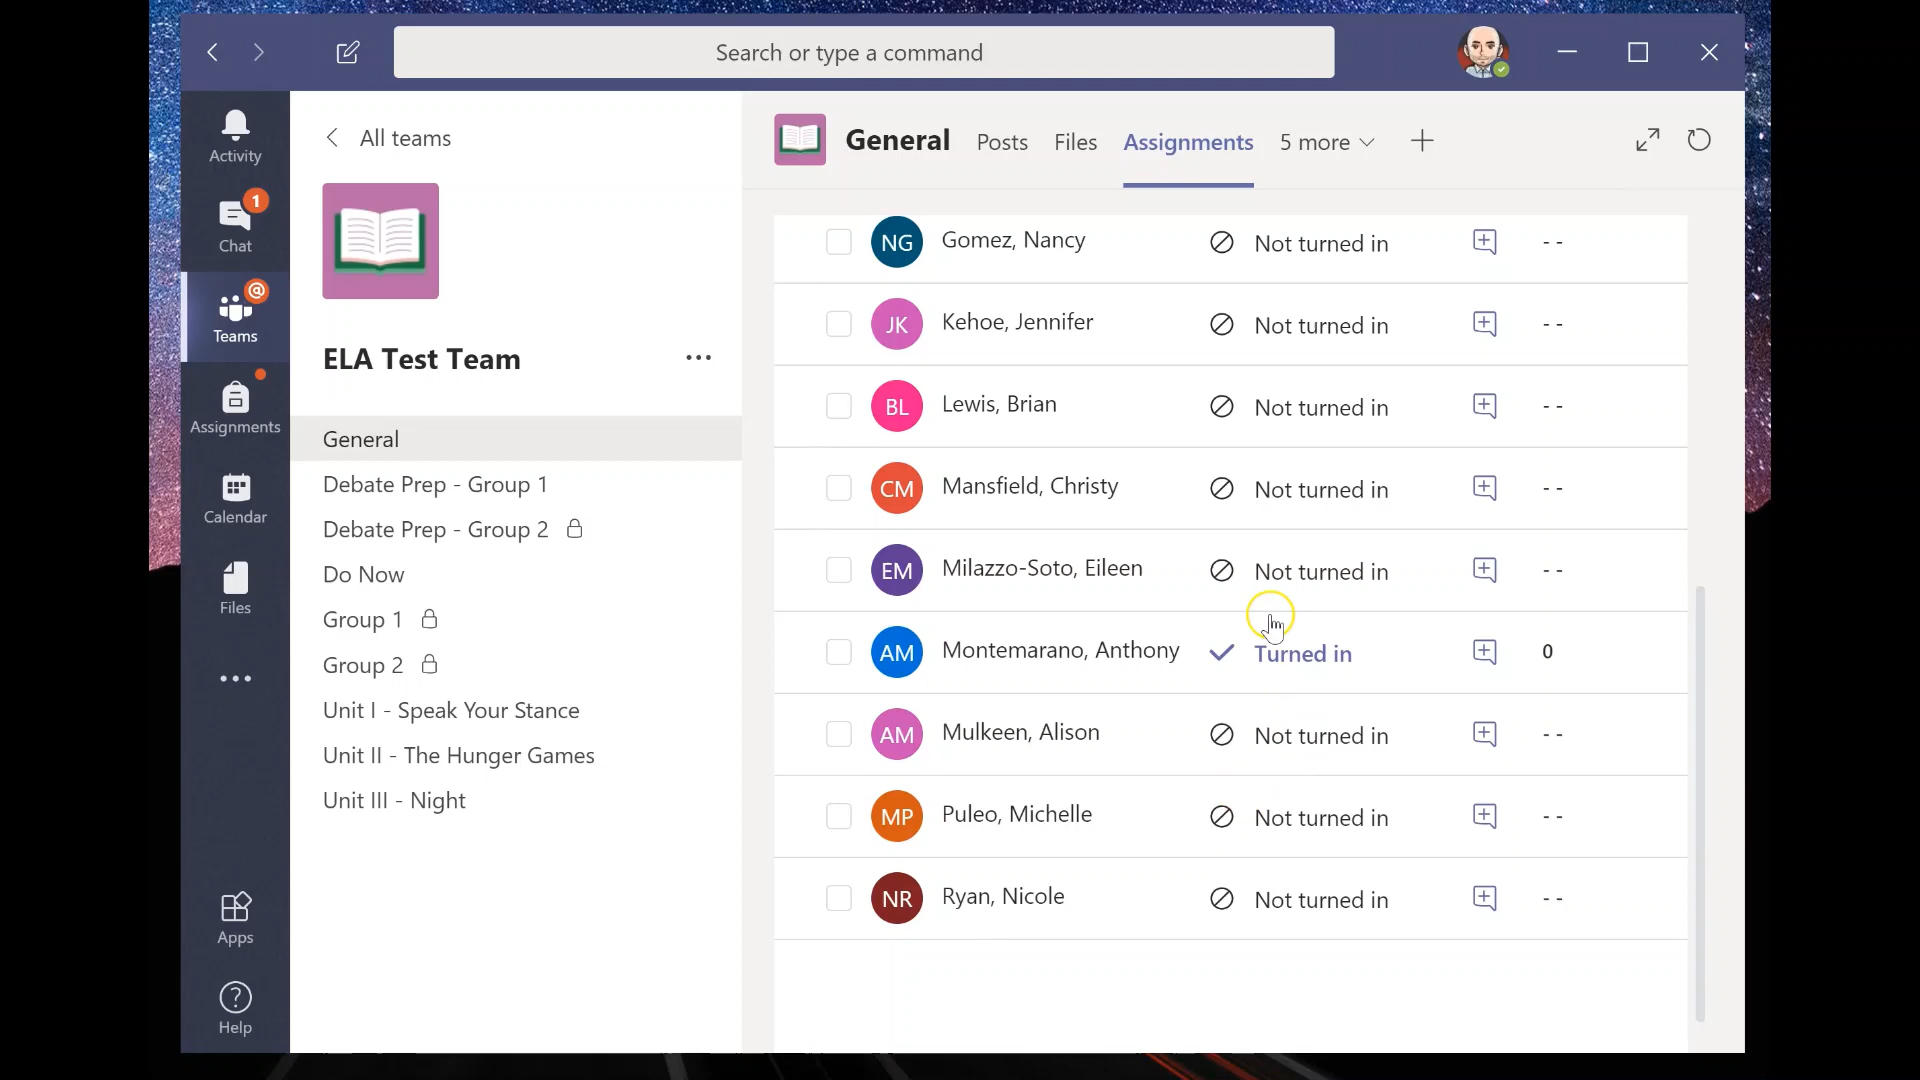 Search or type a command
Activity
1
Chat
@
Teams
Assignments
Calendar
Files
Apps
Help
All teams
ELA Test Team
General
Debate Prep - Group 1
Debate Prep - Group 2
Do Now
Group 1
Group 2
Unit I - Speak Your Stance
Unit II - The Hunger Games
Unit III - Night
General Posts Files Assignments 5 more
NG Gomez, Nancy Not turned in - -
JK Kehoe, Jennifer Not turned in - -
BL Lewis, Brian Not turned in - -
CM Mansfield, Christy Not turned in - -
EM Milazzo-Soto, Eileen Not turned in - -
AM Montemarano, Anthony Turned in 0
AM Mulkeen, Alison Not turned in - -
MP Puleo, Michelle Not turned in - -
NR Ryan, Nicole Not turned in - -